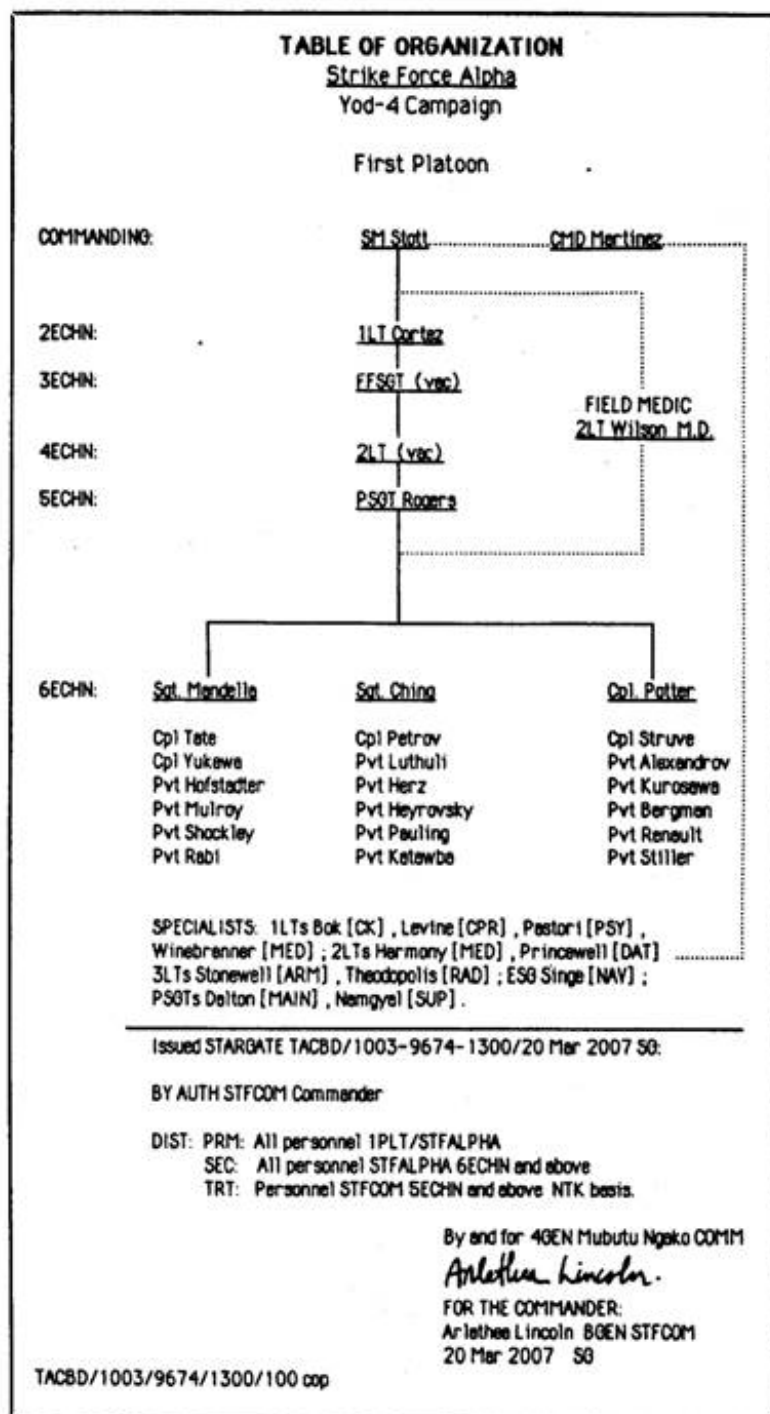 TABLE OF ORGANIZATION
Strike Force Alpha
Yod-4 Campaign
First Platoon
COMMANDING: SM Stott CMD Martinez
2ECHN: 1LT Cortez
3ECHN: FFSGT (vac)
FIELD MEDIC
2LT Wilson M.D.
4ECHN: 2LT (vac)
5ECHN: PSGT Rogers
6ECHN: Sgt. Mandella Sgt. Ching Cpl. Potter
Cpl Tate Cpl Petrov Cpl Struve
Cpl Yukawa Pvt Luthuli Pvt Alexandrov
Pvt Hofstadter Pvt Herz Pvt Kurosawa
Pvt Mulroy Pvt Heyrovsky Pvt Bergman
Pvt Shockley Pvt Pauling Pvt Renault
Pvt Rabi Pvt Katawba Pvt Stiller
SPECIALISTS: 1LTs Bok [CK] , Levine [CPR] , Pastori [PSY] ,
Winebrenner [MED] ; 2LTs Harmony [MED] , Princewell [DAT]
3LTs Stonewell [ARM] , Theodopolis [RAD] ; ESG Singe [NAV] ;
PSGTs Dalton [MAIN] , Namgyal [SUP] .
Issued STARGATE TACBD/1003-9674-1300/20 Mar 2007 SG:
BY AUTH STFCOM Commander
DIST: PRM: All personnel 1PLT/STFALPHA
SEC: All personnel STFALPHA 6ECHN and above
TRT: Personnel STFCOM 5ECHN and above NTK basis.
By and for 4GEN Mubutu Ngako COMM
Arlethea Lincoln.
FOR THE COMMANDER:
Arlethea Lincoln BGEN STFCOM
20 Mar 2007 SG
TACBD/1003/9674/1300/100 cop